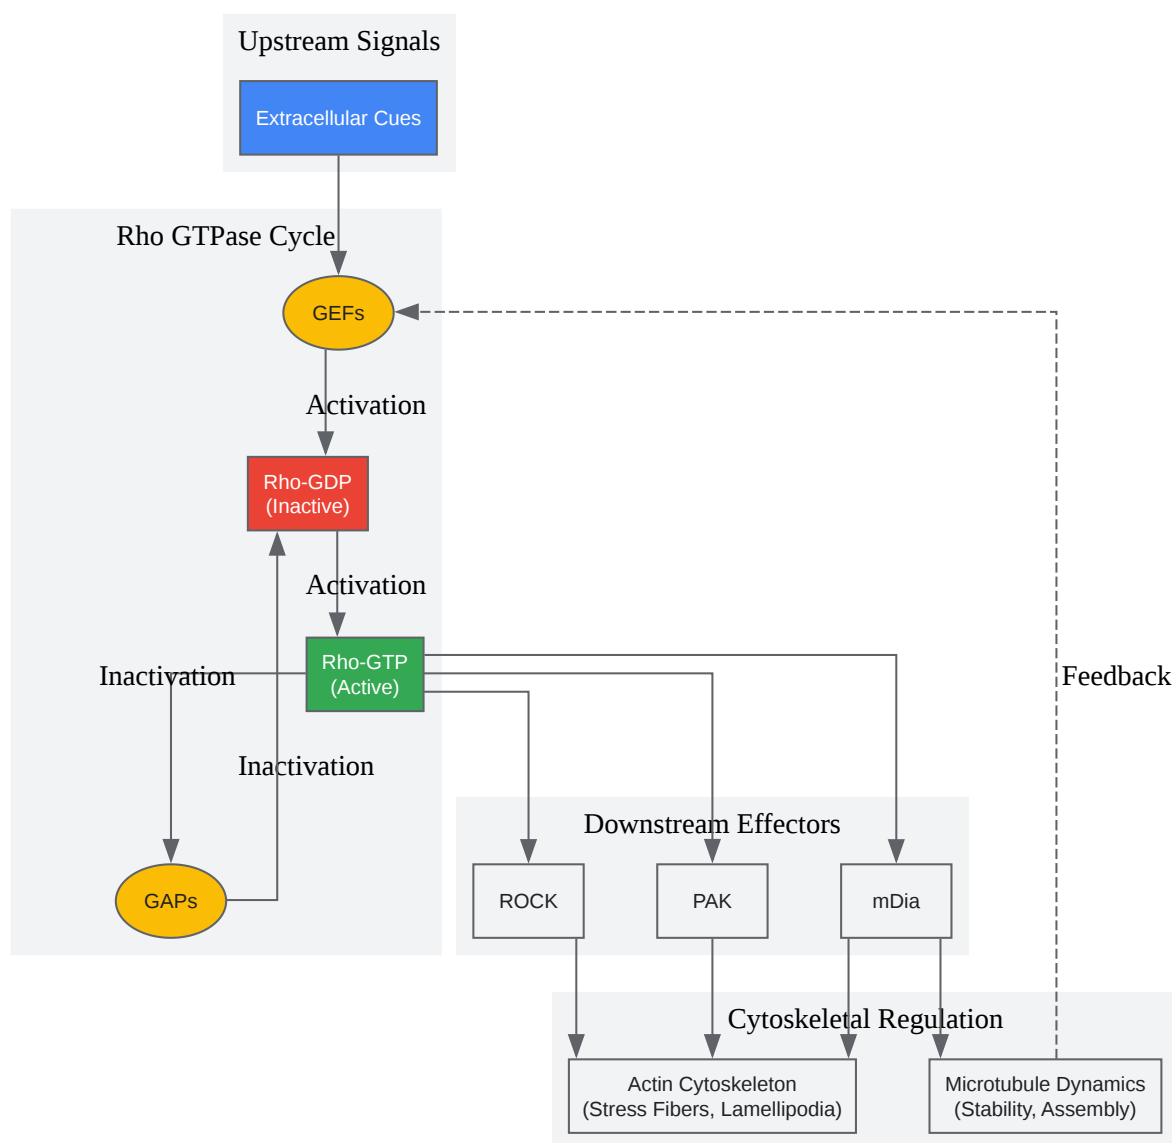 Upstream Signals
Extracellular Cues
Rho GTPase Cycle
GEFs
Activation
Rho-GDP
(Inactive)
Activation
Rho-GTP
(Active)
Inactivation
Feedback
Inactivation
Downstream Effectors
GAPs
ROCK
PAK
mDia
Cytoskeletal Regulation
Actin Cytoskeleton
(Stress Fibers, Lamellipodia)
Microtubule Dynamics
(Stability, Assembly)